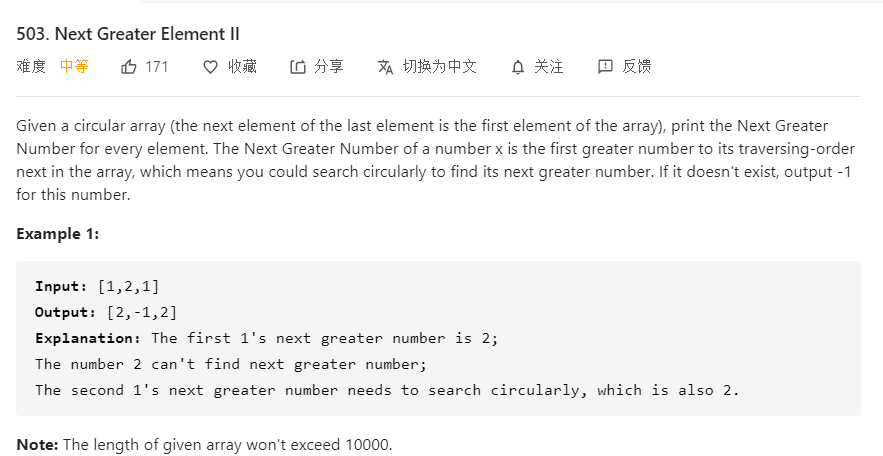 503. Next Greater Element II
难度 中等 171 收藏 分享 切换为中文 关注 反馈
Given a circular array (the next element of the last element is the first element of the array), print the Next Greater
Number for every element. The Next Greater Number of a number x is the first greater number to its traversing-order
next in the array, which means you could search circularly to find its next greater number. If it doesn't exist, output -1
for this number.
Example 1:
Input: [1,2,1]
Output: [2,-1,2]
Explanation: The first 1's next greater number is 2;
The number 2 can't find next greater number;
The second 1's next greater number needs to search circularly, which is also 2.
Note: The length of given array won't exceed 10000.